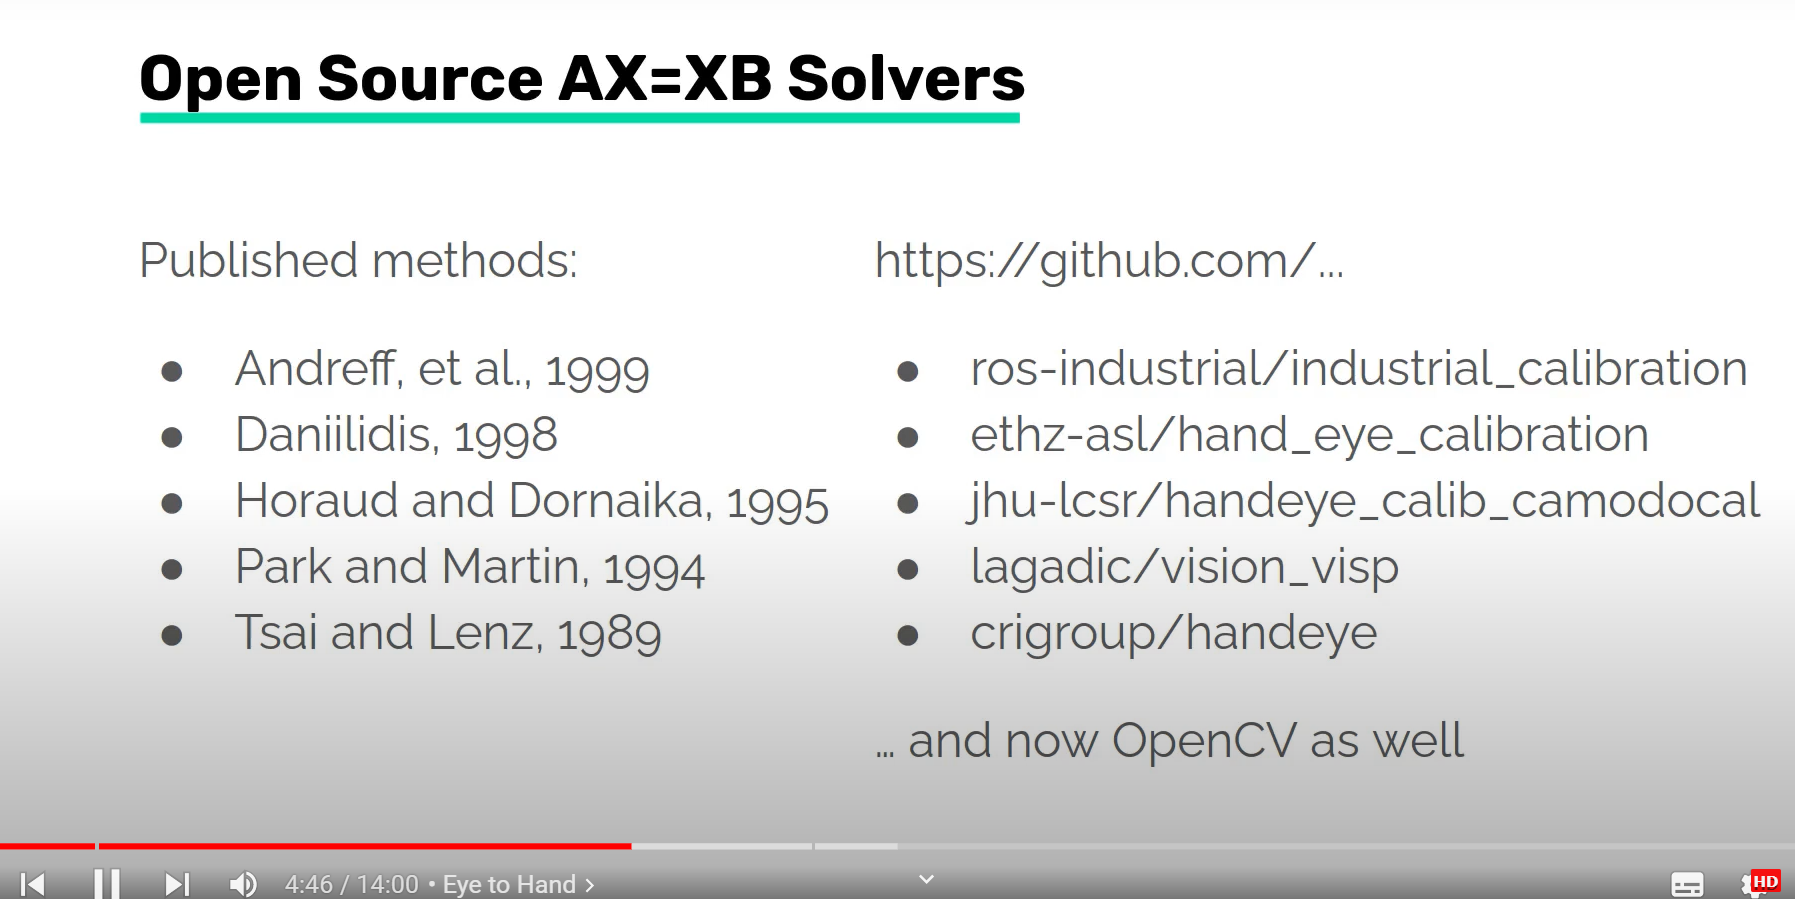 Open Source AX=XB Solvers
Published methods:
● Andreff, et al., 1999
● Daniilidis, 1998
● Horaud and Dornaika, 1995
● Park and Martin, 1994
● Tsai and Lenz, 1989
https://github.com/...
● ros-industrial/industrial_calibration
● ethz-asl/hand_eye_calibration
● jhu-lcsr/handeye_calib_camodocal
● lagadic/vision_visp
● crigroup/handeye
... and now OpenCV as well
4:46 / 14:00 • Eye to Hand >
HD